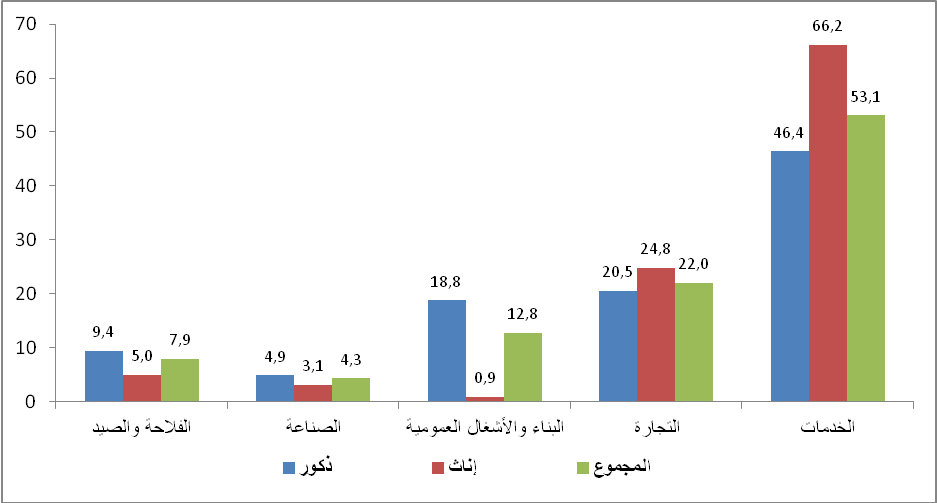 70
60
50
40
30
20
10
0
9,4 5,0 7,9
4,9 3,1 4,3
18,8 0,9 12,8
20,5 24,8 22,0
46,4 66,2 53,1
الفلاحة والصيد
الصناعة
البناء والأشغال العمومية
التجارة
الخدمات
ذكور
إناث
المجموع